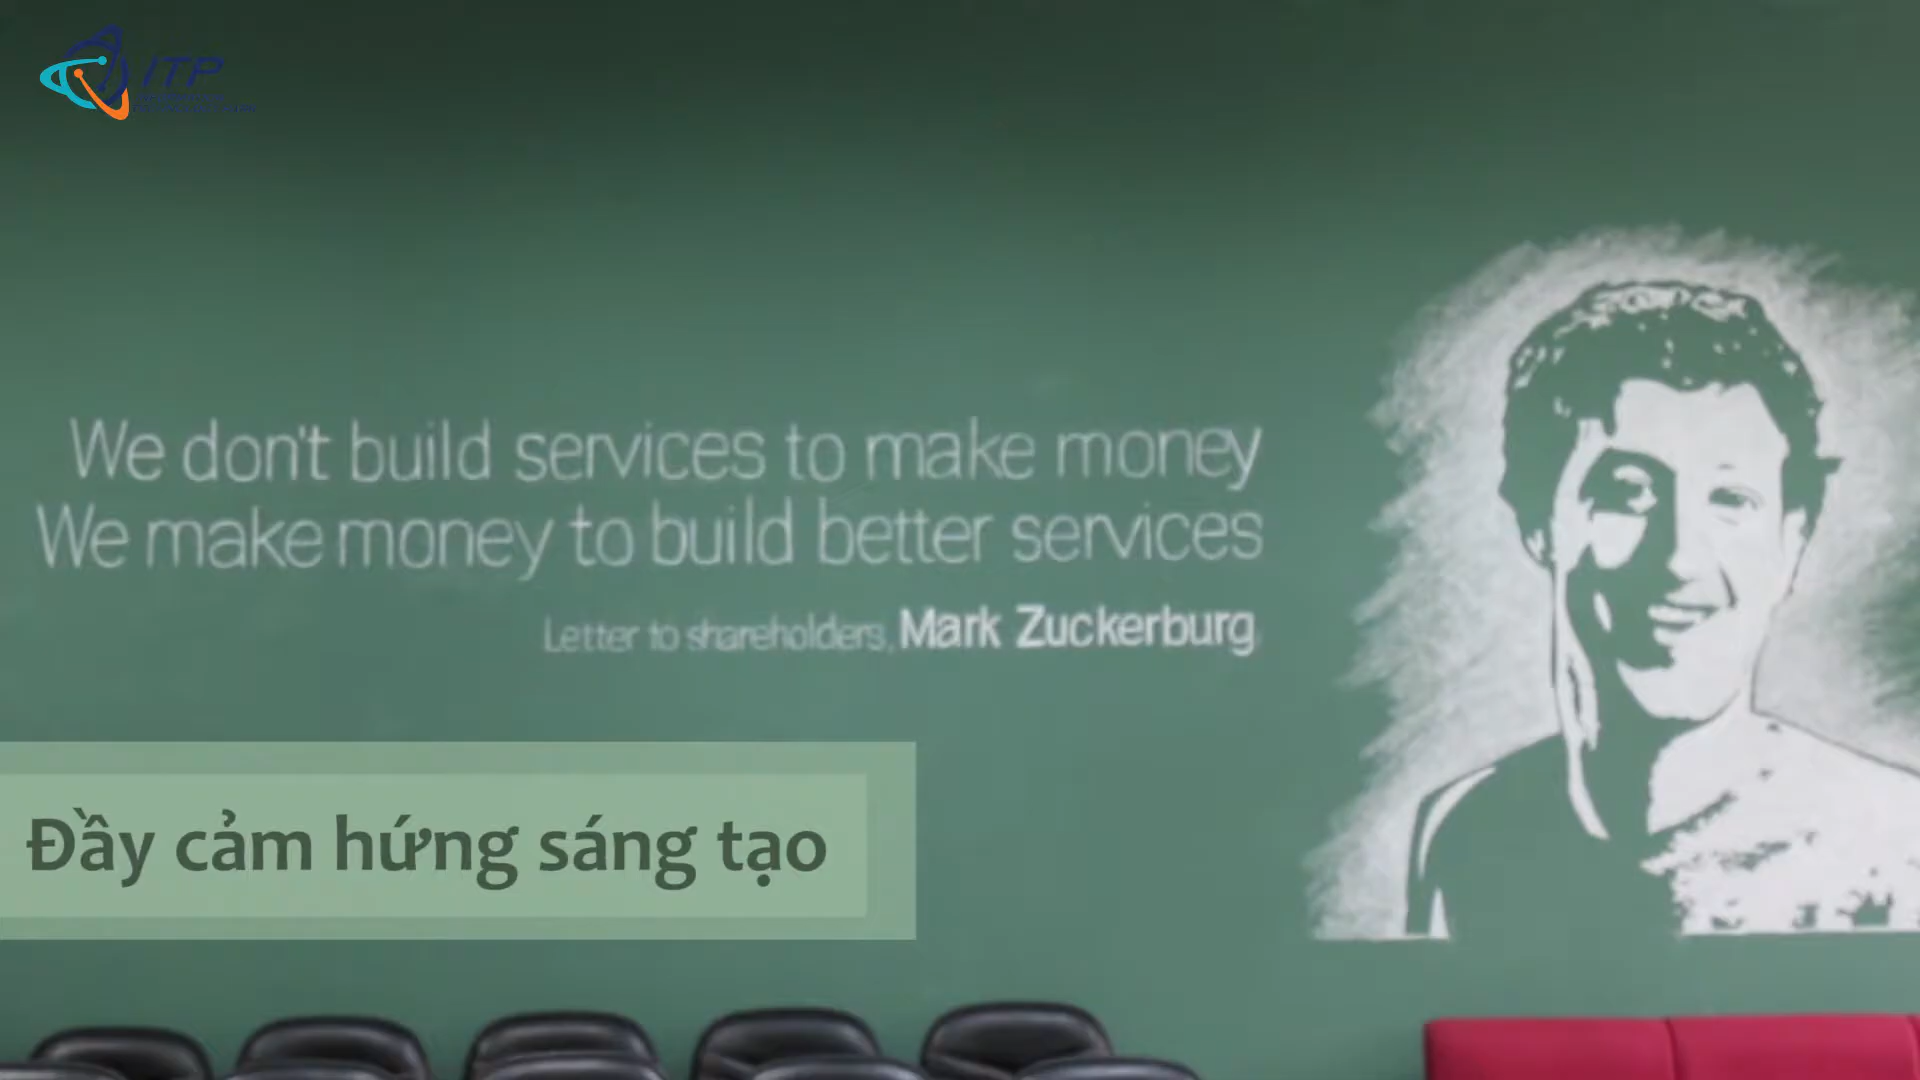 ITP
We don't build services to make money
We make money to build better services
Letter to shareholders, Mark Zuckerburg
Đầy cảm hứng sáng tạo